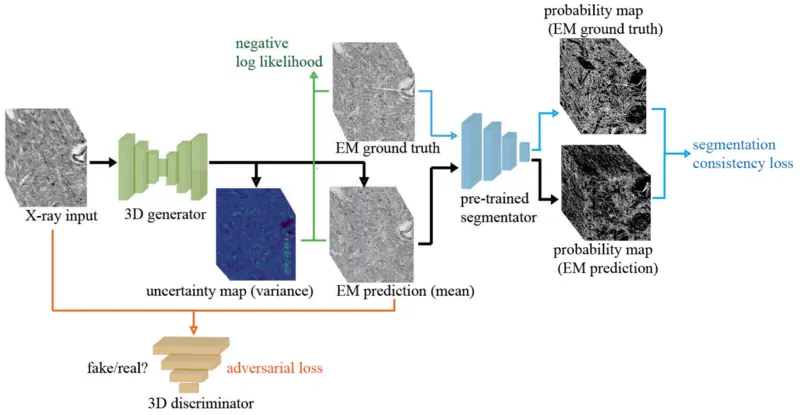 probability map
(EM ground truth)
negative
log likelihood
EM ground truth
segmentation
consistency loss
X-ray input
3D generator
pre-trained
segmentator
probability map
(EM prediction)
uncertainty map (variance)
EM prediction (mean)
fake/real?
adversarial loss
3D discriminator